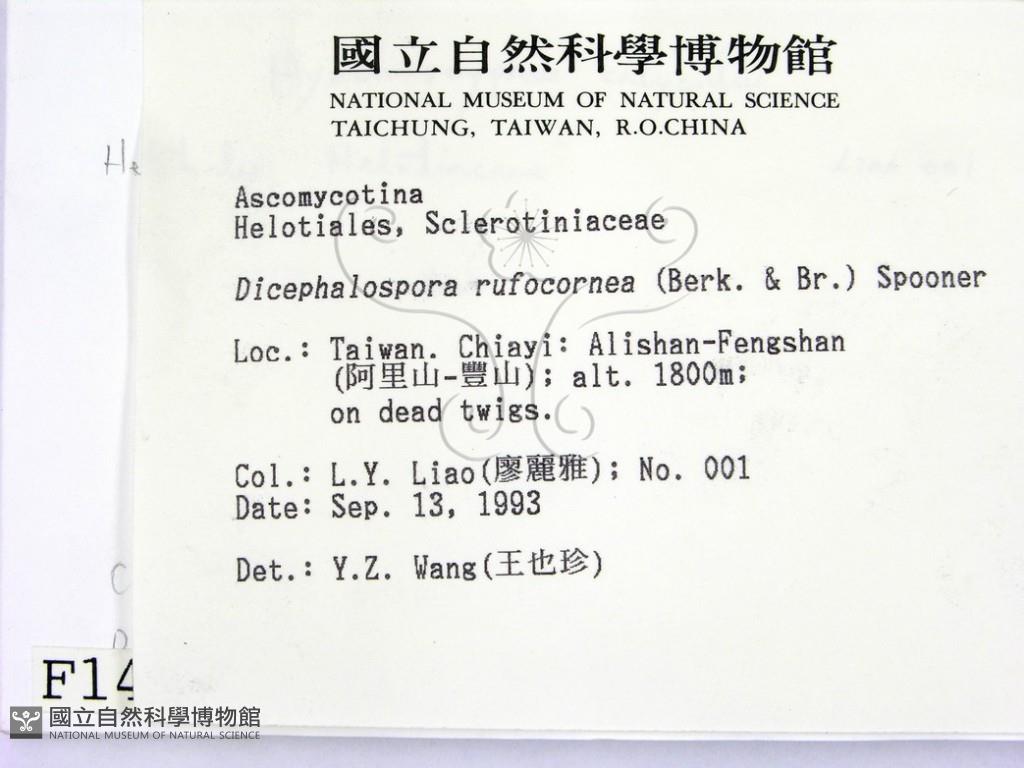 國立自然科學博物館
NATIONAL MUSEUM OF NATURAL SCIENCE
TAICHUNG, TAIWAN, R.O.CHINA
He
Ascomycotina
Helotiales, Sclerotiniaceae
Dicephalospora rufocornea (Berk. & Br.) Spooner
Loc.: Taiwan. Chiayi: Alishan-Fengshan
(阿里山-豐山); alt. 1800m;
on dead twigs.
Col.: L.Y. Liao(廖麗雅); No. 001
Date: Sep. 13, 1993
Det.: Y.Z. Wang(王也珍)
F14
國立自然科學博物館
NATIONAL MUSEUM OF NATURAL SCIENCE